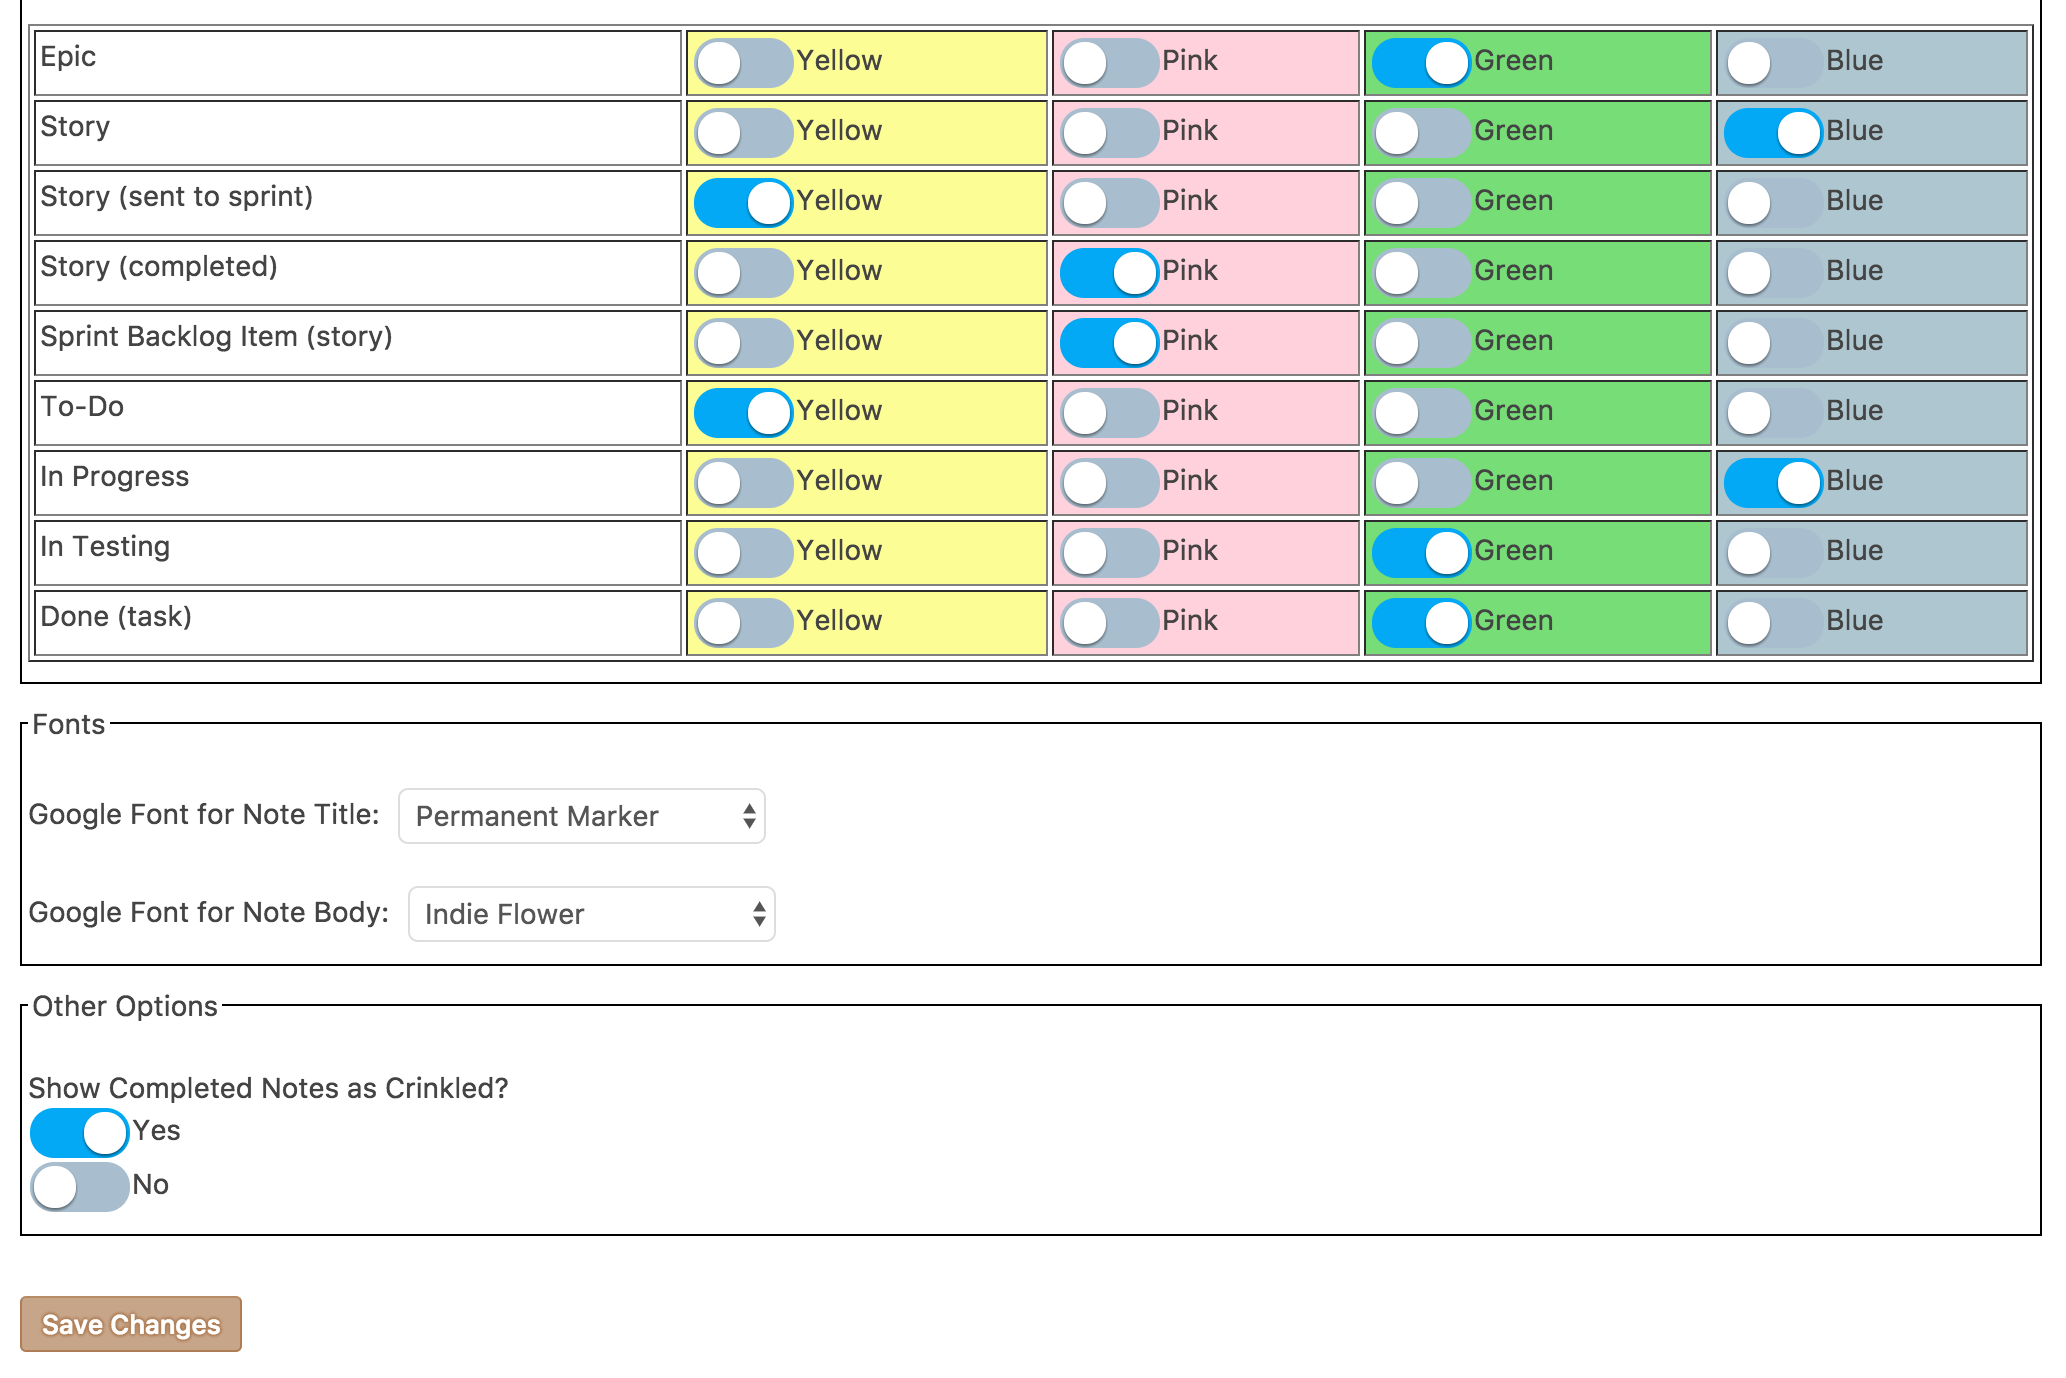 Epic Yellow Pink Green Blue
Story Yellow Pink Green Blue
Story (sent to sprint) Yellow Pink Green Blue
Story (completed) Yellow Pink Green Blue
Sprint Backlog Item (story) Yellow Pink Green Blue
To-Do Yellow Pink Green Blue
In Progress Yellow Pink Green Blue
In Testing Yellow Pink Green Blue
Done (task) Yellow Pink Green Blue
Fonts
Google Font for Note Title: Permanent Marker
Google Font for Note Body: Indie Flower
Other Options
Show Completed Notes as Crinkled?
Yes
No
Save Changes